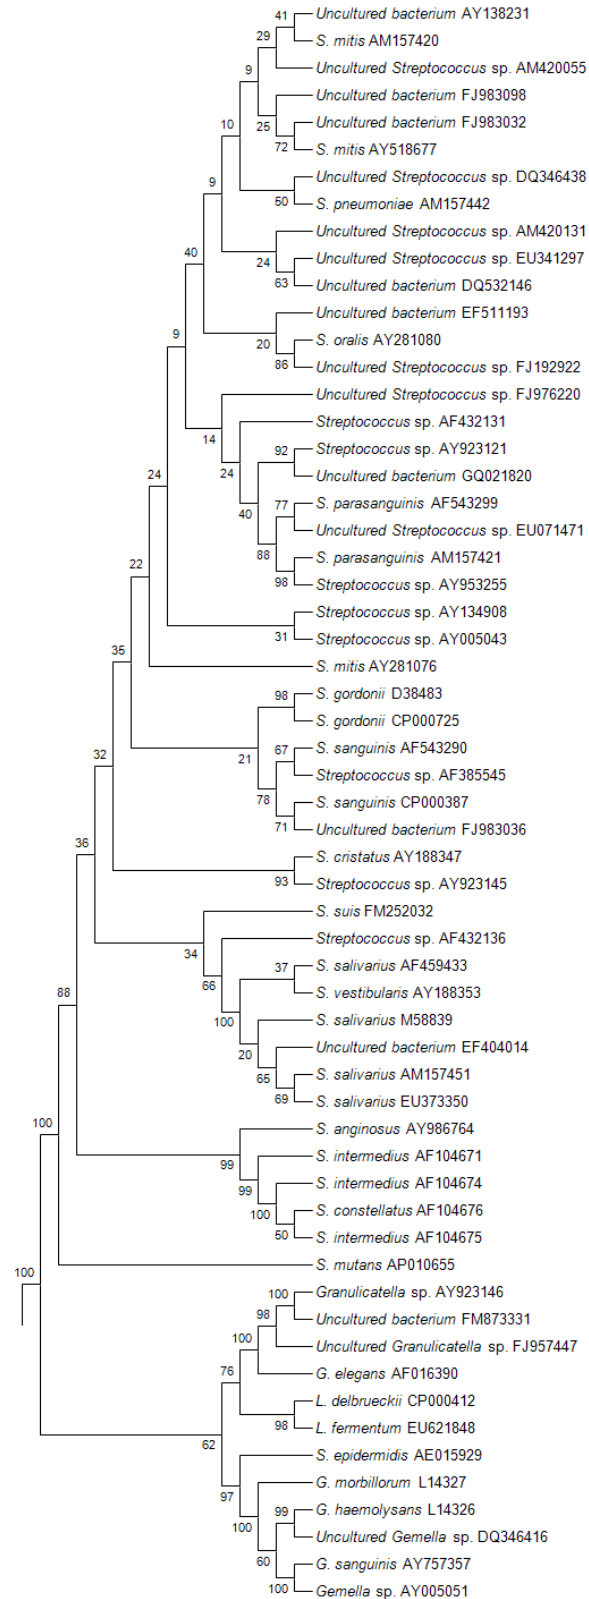 41 Uncultured bacterium AY138231
29 S. mitis AM157420
9 Uncultured Streptococcus sp. AM420055
Uncultured bacterium FJ983098
10 25 Uncultured bacterium FJ983032
72 S. mitis AY518677
9 Uncultured Streptococcus sp. DQ346438
50 S. pneumoniae AM157442
Uncultured Streptococcus sp. AM420131
40 24 Uncultured Streptococcus sp. EU341297
63 Uncultured bacterium DQ532146
Uncultured bacterium EF511193
9 20 S. oralis AY281080
86 Uncultured Streptococcus sp. FJ192922
Uncultured Streptococcus sp. FJ976220
14 Streptococcus sp. AF432131
24 92 Streptococcus sp. AY923121
24 Uncultured bacterium GQ021820
40 77 S. parasanguinis AF543299
Uncultured Streptococcus sp. EU071471
22 88 S. parasanguinis AM157421
98 Streptococcus sp. AY953255
Streptococcus sp. AY134908
31 Streptococcus sp. AY005043
35 S. mitis AY281076
98 S. gordonii D38483
S. gordonii CP000725
32 21 67 S. sanguinis AF543290
Streptococcus sp. AF385545
78 S. sanguinis CP000387
36 71 Uncultured bacterium FJ983036
S. cristatus AY188347
93 Streptococcus sp. AY923145
S. suis FM252032
34 Streptococcus sp. AF432136
88 66 37 S. salivarius AF459433
S. vestibularis AY188353
100 S. salivarius M58839
20 Uncultured bacterium EF404014
65 S. salivarius AM157451
69 S. salivarius EU373350
100 S. anginosus AY986764
99 S. intermedius AF104671
99 S. intermedius AF104674
100 S. constellatus AF104676
50 S. intermedius AF104675
100 S. mutans AP010655
100 Granulicatella sp. AY923146
98 Uncultured bacterium FM873331
100 Uncultured Granulicatella sp. FJ957447
76 G. elegans AF016390
L. delbrueckii CP000412
98 L. fermentum EU621848
62 S. epidermidis AE015929
97 G. morbillorum L14327
100 99 G. haemolysans L14326
Uncultured Gemella sp. DQ346416
60 G. sanguinis AY757357
100 Gemella sp. AY005051